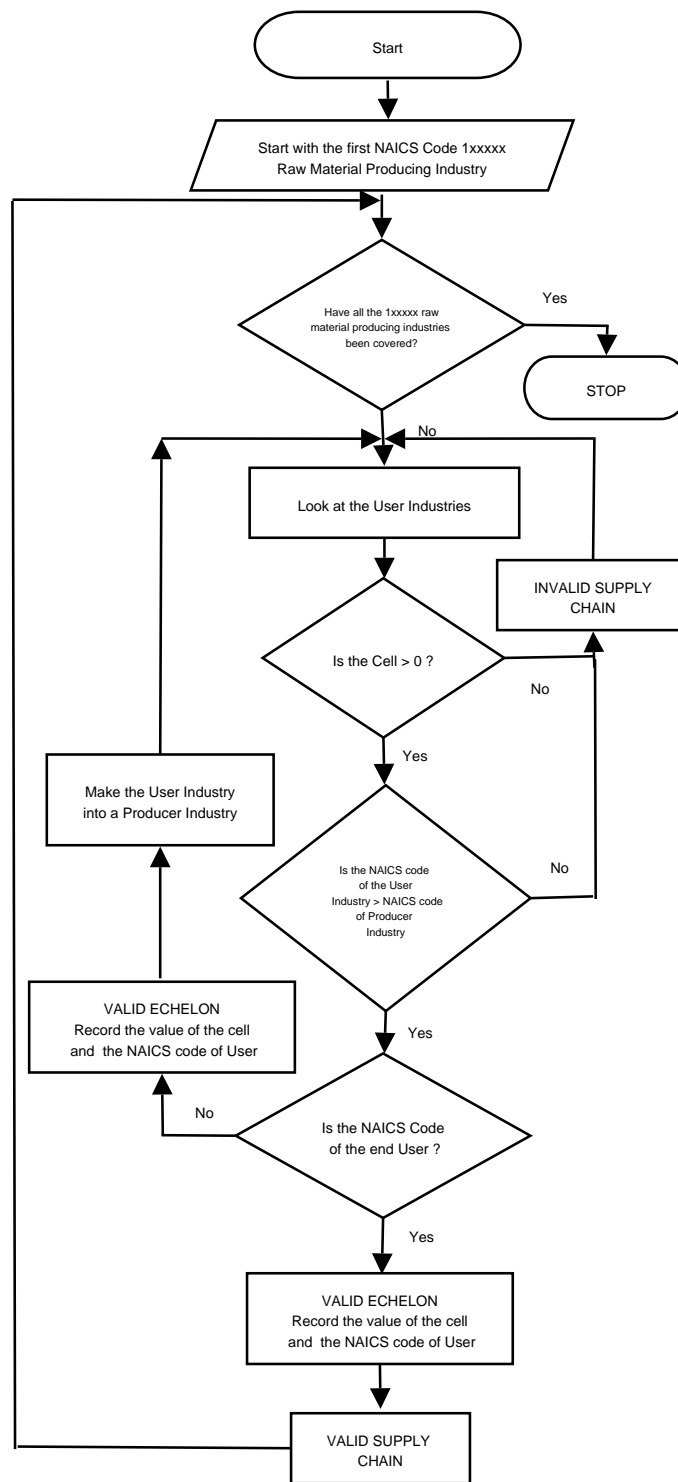 Start
Start with the first NAICS Code 1xxxxx
Raw Material Producing Industry
Have all the 1xxxxx raw
material producing industries
been covered?
Yes
STOP
No
Look at the User Industries
INVALID SUPPLY
CHAIN
Is the Cell > 0 ?
No
Yes
Make the User Industry
into a Producer Industry
Is the NAICS code
of the User
Industry > NAICS code
of Producer
Industry
No
VALID ECHELON
Record the value of the cell
and the NAICS code of User
Yes
No
Is the NAICS Code
of the end User ?
Yes
VALID ECHELON
Record the value of the cell
and the NAICS code of User
VALID SUPPLY
CHAIN